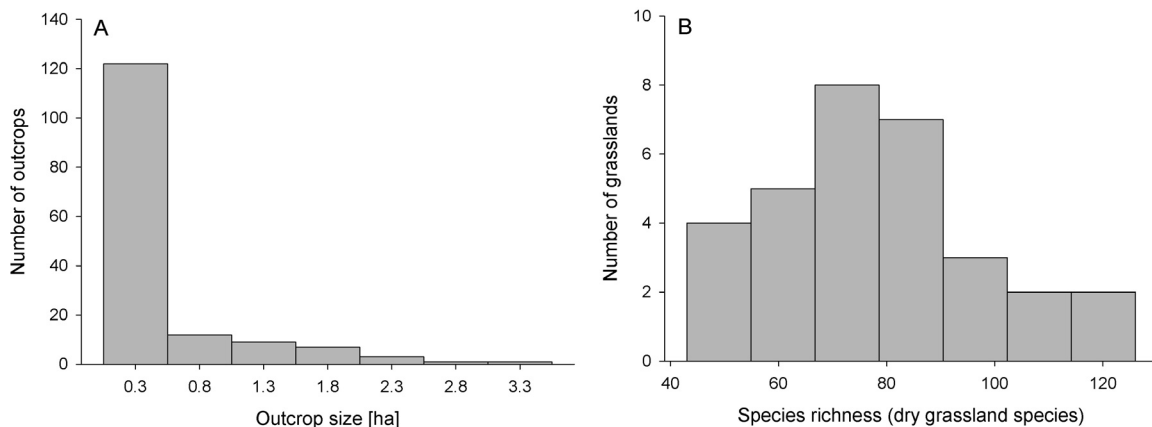 A
140
120
100
80
60
40
20
0
Number of outcrops
0.3 0.8 1.3 1.8 2.3 2.8 3.3
Outcrop size [ha]
B
10
8
6
4
2
0
Number of grasslands
40 60 80 100 120
Species richness (dry grassland species)